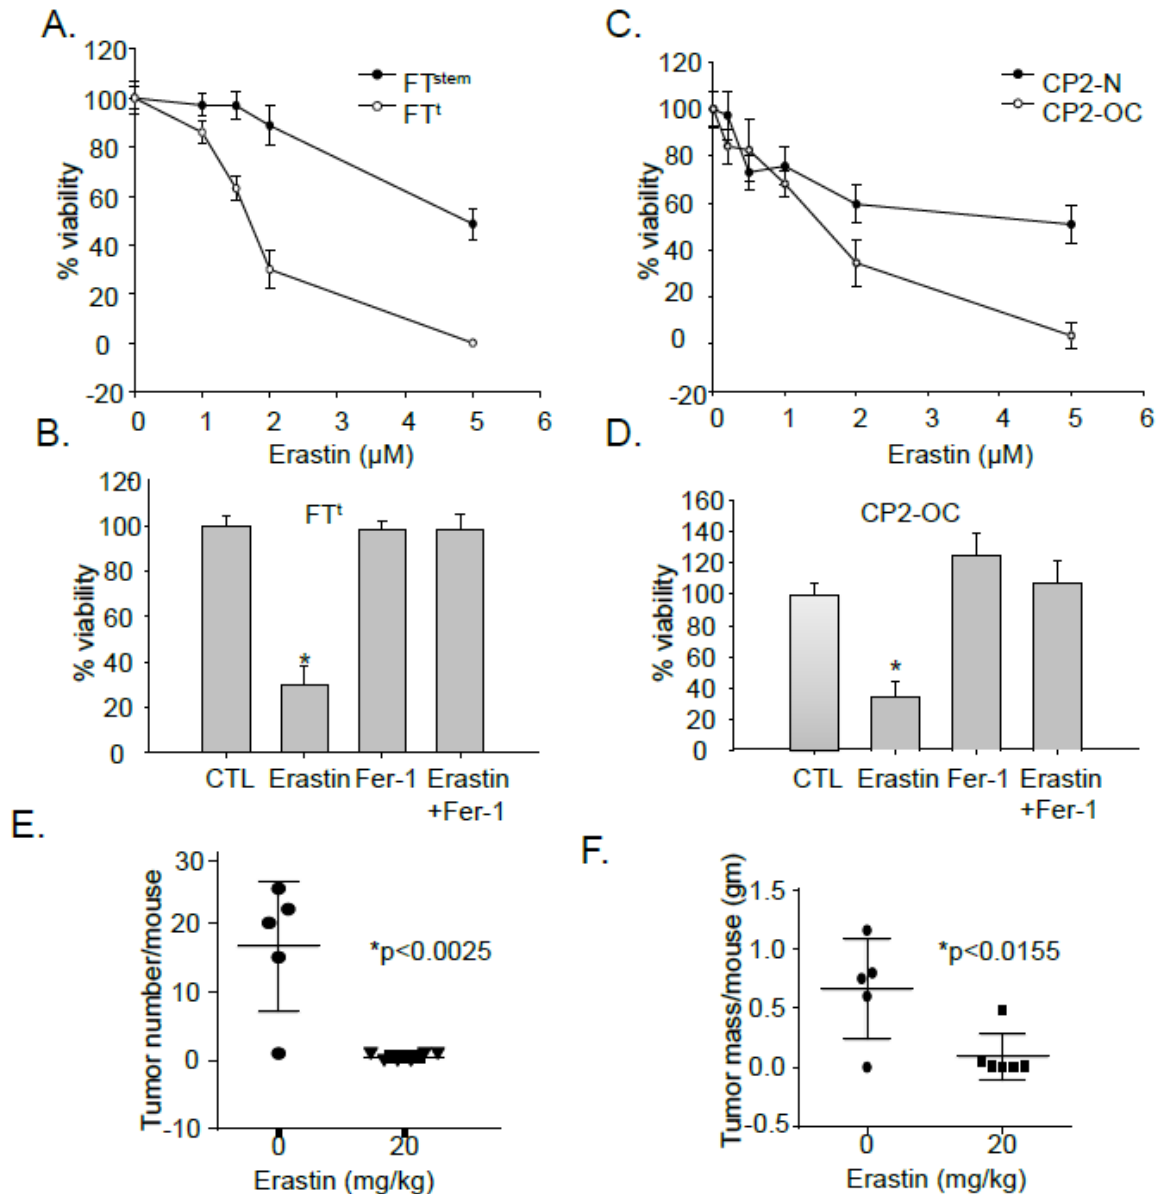 A.
120
100
80
60
40
20
0
-20
% viability
FTstem
FTt
0 1 2 3 4 5 6
Erastin (µM)
C.
120
100
80
60
40
20
0
-20
% viability
CP2-N
CP2-OC
0 1 2 3 4 5 6
Erastin (µM)
B.
120
100
80
60
40
20
0
% viability
FTt
CTL Erastin Fer-1 Erastin
+Fer-1
D.
160
140
120
100
80
60
40
20
0
% viability
CP2-OC
*
*
CTL Erastin Fer-1 Erastin
+Fer-1
E.
30
20
10
0
-10
Tumor number/mouse
*p<0.0025
0 20
Erastin (mg/kg)
F.
1.5
1.0
0.5
0.0
-0.5
Tumor mass/mouse (gm)
*p<0.0155
0 20
Erastin (mg/kg)